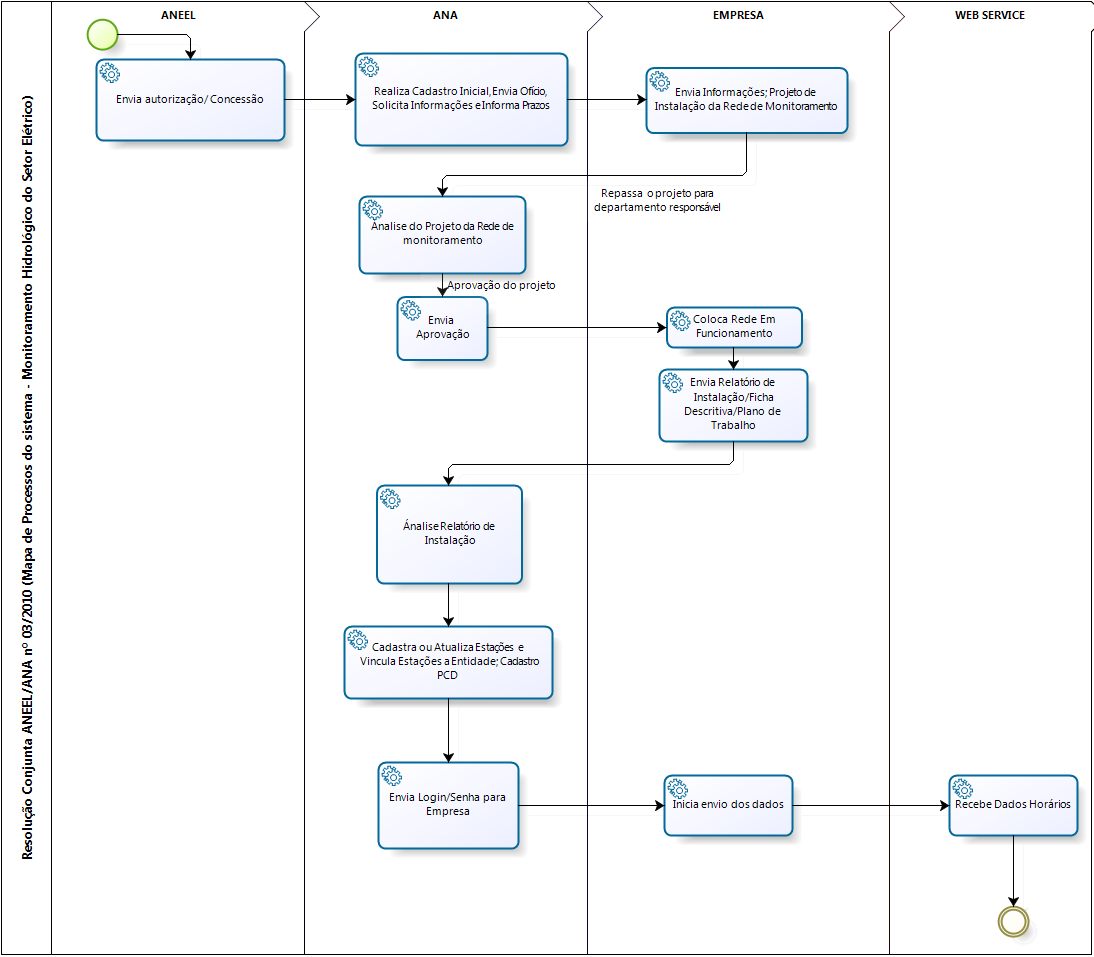 Resolução Conjunta ANEEL/ANA nº 03/2010 (Mapa de Processos do sistema - Monitoramento Hidrológico do Setor Elétrico)
ANEEL
ANA
EMPRESA
WEB SERVICE
Envia autorização/ Concessão
Realiza Cadastro Inicial, Envia Ofício,
Solicita Informações e Informa Prazos
Envia Informações; Projeto de
Instalação da Rede de Monitoramento
Repassa o projeto para
departamento responsável
Analise do Projeto da Rede de
monitoramento
Aprovação do projeto
Envia
Aprovação
Coloca Rede Em
Funcionamento
Envia Relatório de
Instalação/Ficha
Descritiva/Plano de
Trabalho
Ánalise Relatório de
Instalação
Cadastra ou Atualiza Estações e
Vincula Estações a Entidade; Cadastro
PCD
Envia Login/Senha para
Empresa
Inicia envio dos dados
Recebe Dados Horários